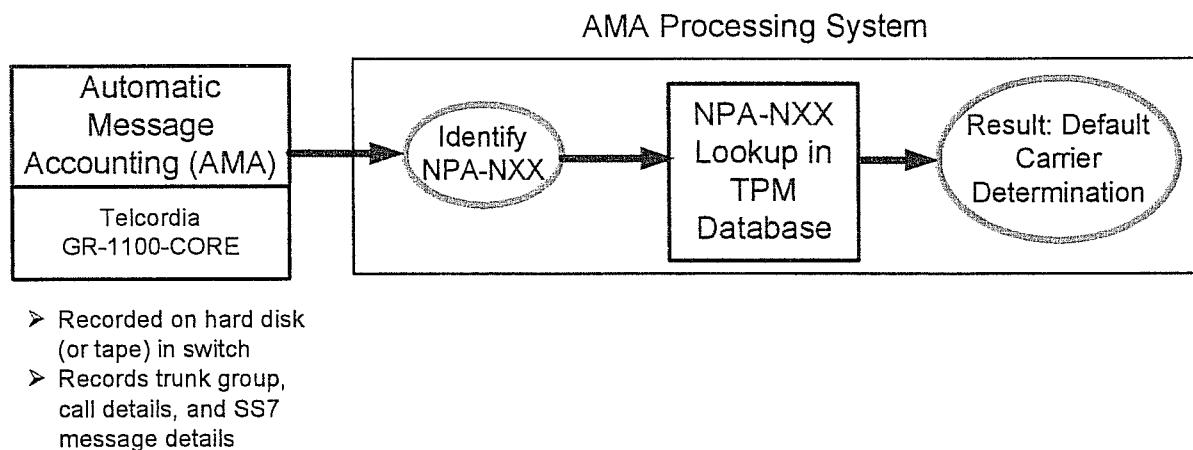 AMA Processing System
Automatic
Message
Accounting (AMA)
Telcordia
GR-1100-CORE
Identify
NPA-NXX
NPA-NXX
Lookup in
TPM
Database
Result: Default
Carrier
Determination
➢ Recorded on hard disk
(or tape) in switch
➢ Records trunk group,
call details, and SS7
message details